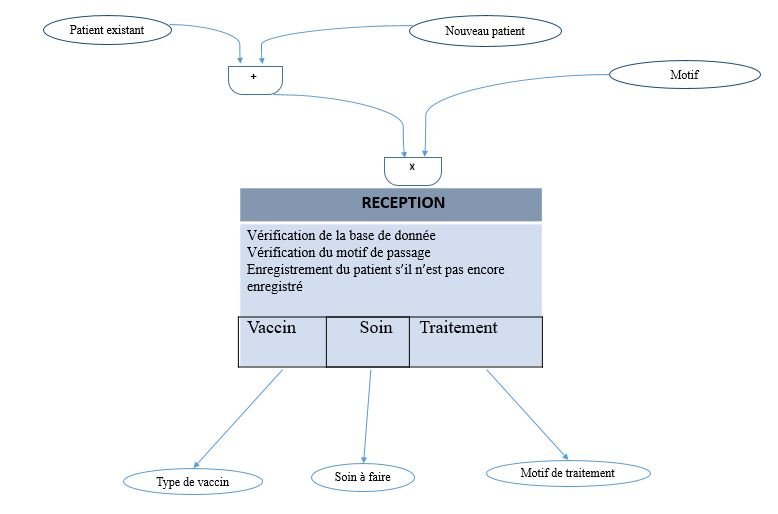 Patient existant
Nouveau patient
+
Motif
x
RECEPTION
Vérification de la base de donnée
Vérification du motif de passage
Enregistrement du patient s’il n’est pas encore
enregistré
Vaccin
Soin
Traitement
Type de vaccin
Soin à faire
Motif de traitement